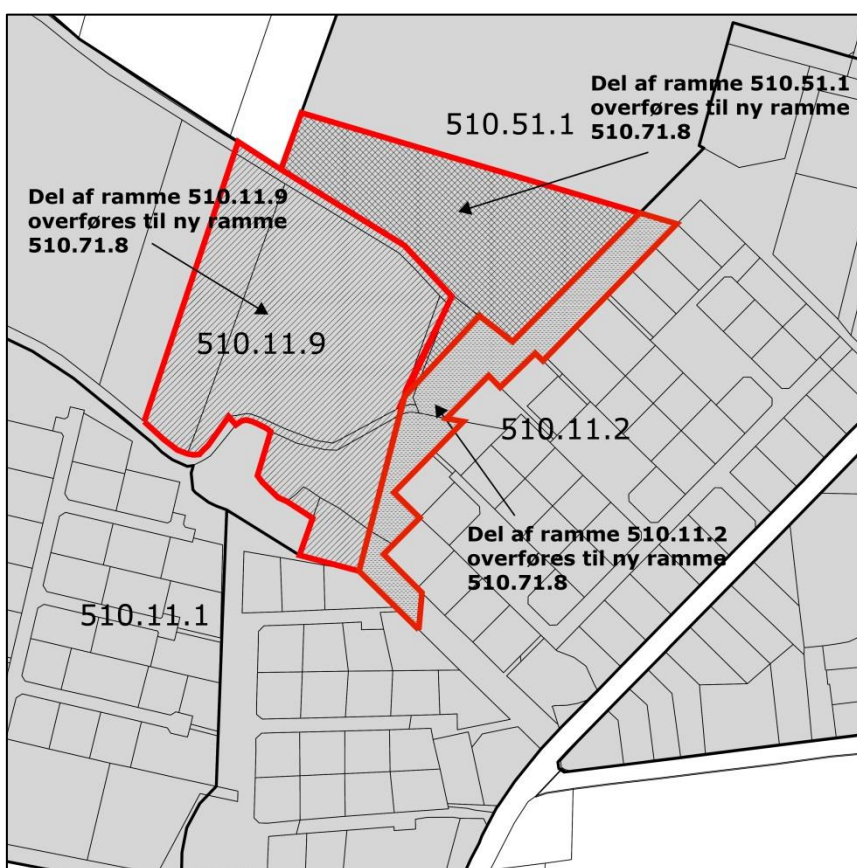 Del af ramme 510.51.1
overføres til ny ramme
510.71.8
510.51.1
Del af ramme 510.11.9
overføres til ny ramme
510.71.8
510.11.9
510.11.2
Del af ramme 510.11.2
overføres til ny ramme
510.71.8
510.11.1